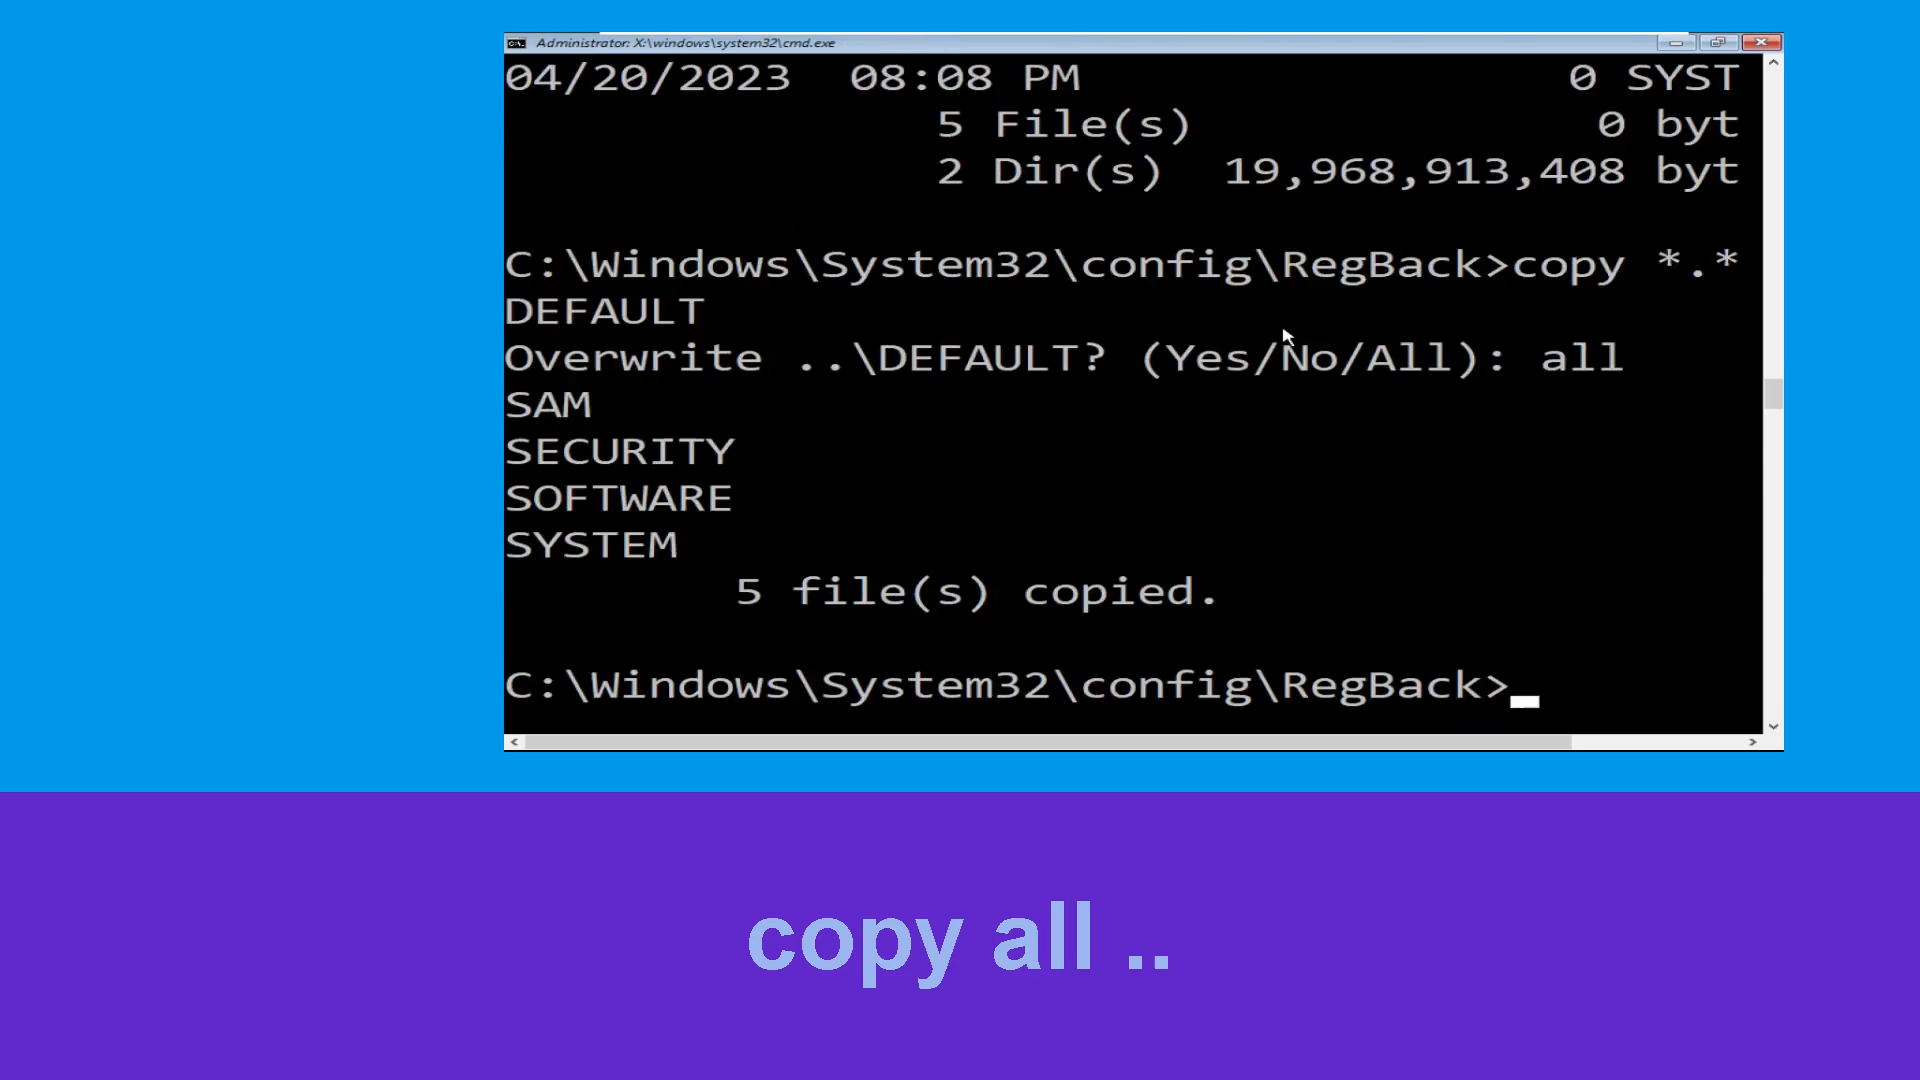 Administrator: X:\windows\system32\cmd.exe
04/20/2023 08:08 PM 0 SYST
5 File(s) 0 byt
2 Dir(s) 19,968,913,408 byt
C:\Windows\System32\config\RegBack>copy *.*
DEFAULT
Overwrite ..\DEFAULT? (Yes/No/All): all
SAM
SECURITY
SOFTWARE
SYSTEM
5 file(s) copied.
C:\Windows\System32\config\RegBack>
copy all ..